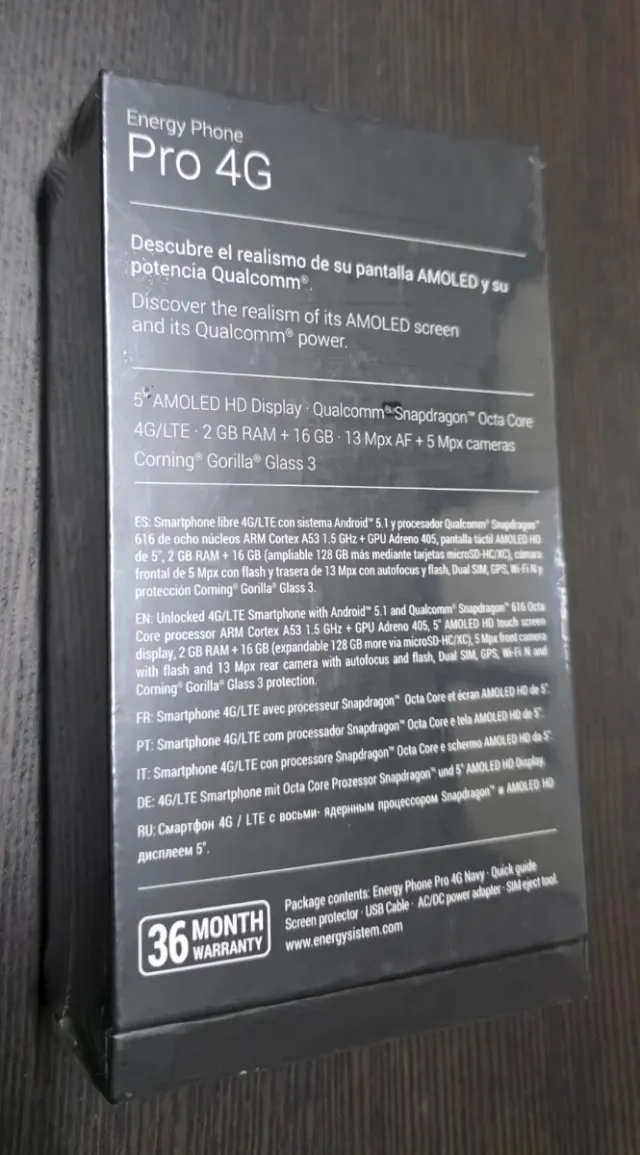 Energy Phone
Pro 4G
Descubre el realismo de su pantalla AMOLED y su
potencia Qualcomm®.
Discover the realism of its AMOLED screen
and its Qualcomm® power.
5" AMOLED HD Display · Qualcomm® Snapdragon™ Octa Core
4G/LTE · 2 GB RAM + 16 GB · 13 Mpx AF + 5 Mpx cameras
Corning® Gorilla® Glass 3
ES: Smartphone libre 4G/LTE con sistema Android™ 5.1 y procesador Qualcomm® Snapdragon™
616 de ocho núcleos ARM Cortex A53 1.5 GHz + GPU Adreno 405, pantalla táctil AMOLED HD
de 5", 2 GB RAM + 16 GB (ampliable 128 GB más mediante tarjetas microSD-HC/XC), cámara
frontal de 5 Mpx con flash y trasera de 13 Mpx con autofocus y flash, Dual SIM, GPS, Wi-Fi N y
protección Corning® Gorilla® Glass 3.
EN: Unlocked 4G/LTE Smartphone with Android™ 5.1 and Qualcomm® Snapdragon™ 616 Octa
Core processor ARM Cortex A53 1.5 GHz + GPU Adreno 405, 5" AMOLED HD touch screen
display, 2 GB RAM + 16 GB (expandable 128 GB more via microSD-HC/XC), 5 Mpx front camera
with flash and 13 Mpx rear camera with autofocus and flash, Dual SIM, GPS, Wi-Fi N and
Corning® Gorilla® Glass 3 protection.
FR: Smartphone 4G/LTE avec processeur Snapdragon™ Octa Core et écran AMOLED HD de 5".
PT: Smartphone 4G/LTE com processador Snapdragon™ Octa Core e tela AMOLED HD de 5".
IT: Smartphone 4G/LTE con processore Snapdragon™ Octa Core e schermo AMOLED HD da 5".
DE: 4G/LTE Smartphone mit Octa Core Prozessor Snapdragon™ und 5" AMOLED HD Display.
RU: Смартфон 4G / LTE с восьми- ядерным процессором Snapdragon™ и AMOLED HD
дисплеем 5".
36 MONTH
WARRANTY
Package contents: Energy Phone Pro 4G Navy · Quick guide
Screen protector · USB Cable · AC/DC power adapter · SIM eject tool.
www.energysistem.com